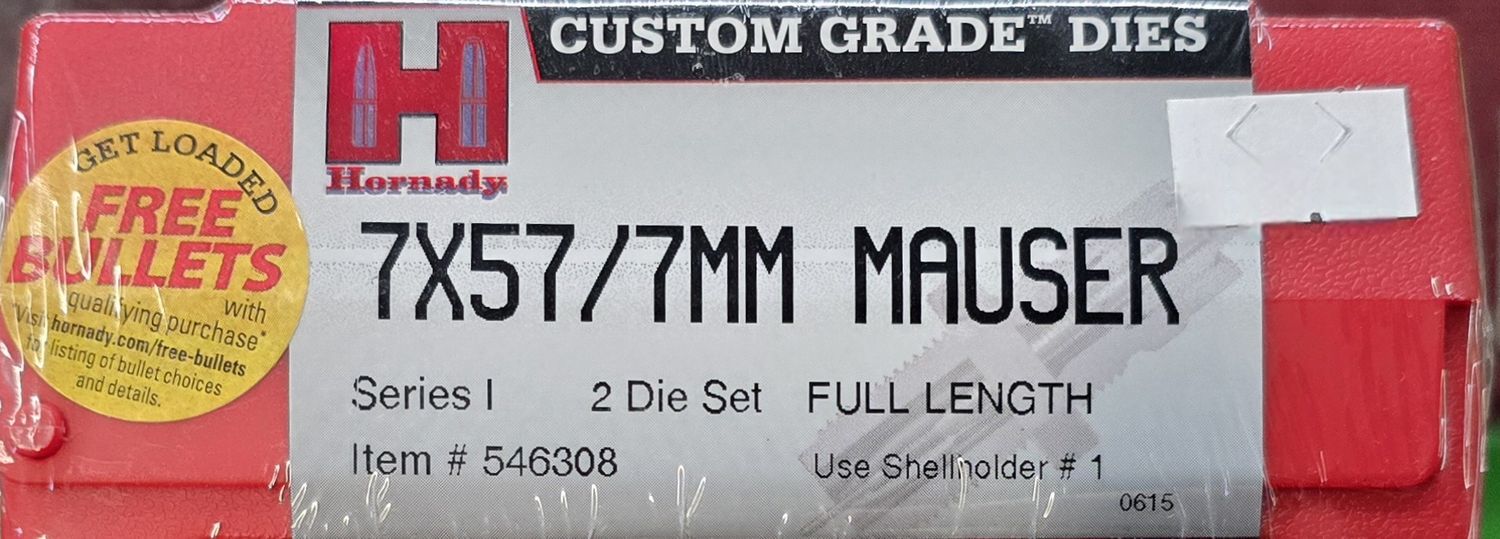 CUSTOM GRADE™ DIES
H
Hornady
GET LOADED
FREE
BULLETS
with
qualifying purchase*
*Visit hornady.com/free-bullets
for listing of bullet choices
and details.
7X57/7MM MAUSER
Series I 2 Die Set FULL LENGTH
Item # 546308 Use Shellholder # 1
0615